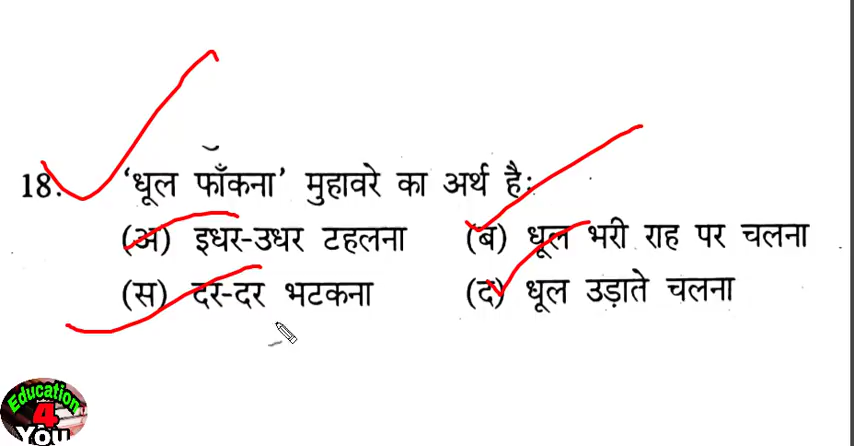 18. 'धूल फाँकना' मुहावरे का अर्थ है:
(अ) इधर-उधर टहलना (ब) धूल भरी राह पर चलना
(स) दर-दर भटकना (द) धूल उड़ाते चलना
Education
4
You